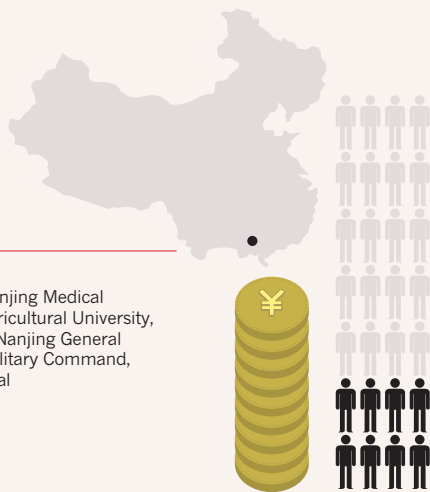 njing Medical
ricultural University,
Nanjing General
litary Command,
al
¥